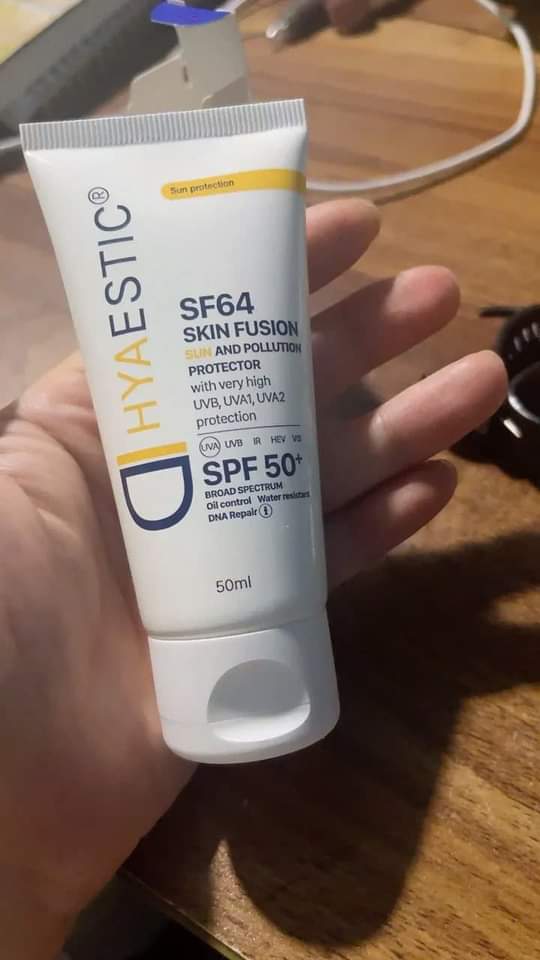 Sun protection
HYAESTIC®
SF64
SKIN FUSION
SUN AND POLLUTION
PROTECTOR
with very high
UVB, UVA1, UVA2
protection
UVA UVB IR HEV VIS
SPF 50+
BROAD SPECTRUM
Oil control Water resistant
DNA Repair i
50ml